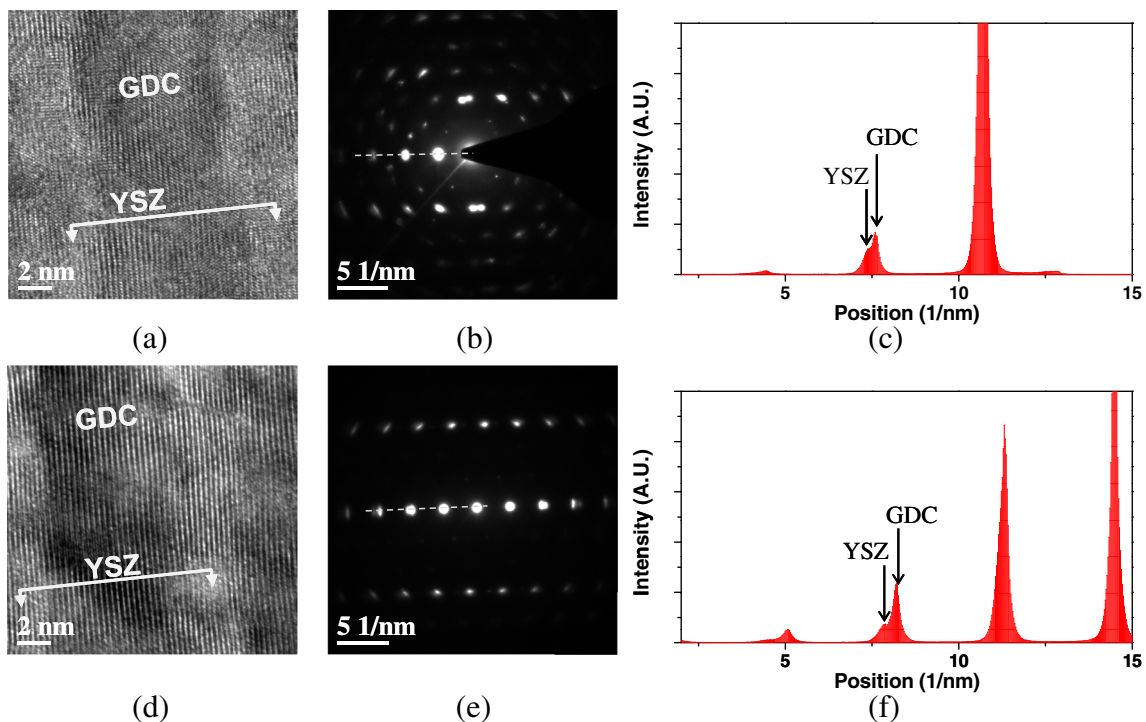 GDC
YSZ
2 nm
(a)
5 1/nm
(b)
Intensity (A.U.)
YSZ
GDC
5
10
15
Position (1/nm)
(c)
GDC
YSZ
2 nm
(d)
5 1/nm
(e)
Intensity (A.U.)
YSZ
GDC
5
10
15
Position (1/nm)
(f)